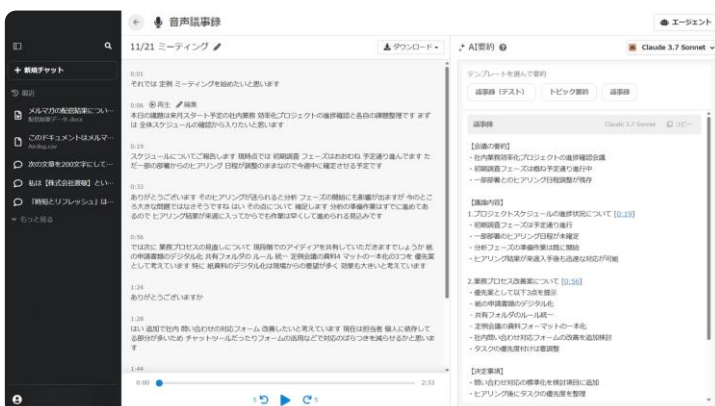 音声議事録
エージェント
+ 新規チャット
最近
メルマガの配信結果につい…
配信結果データ.docx
このドキュメントはメルマ…
Airdog.csv
次の文章を200文字にして…
私は【株式会社渡敬】とい…
「時短とリフレッシュ」は…
もっと見る
11/21 ミーティング
ダウンロード
0:01
それでは 定例 ミーティングを始めたいと思います
0:06 再生 編集
本日の議題は来月スタート予定の社内業務 効率化プロジェクトの進捗確認と各自の課題整理です まず
は 全体スケジュールの確認から入りたいと思います
0:19
スケジュールについてご報告します 現時点では 初期調査 フェーズはおおむね 予定通り進んでます た
だ一部の部署からのヒアリング 日程が調整のままなので今週中に確定させる予定です
0:33
ありがとうございます そのヒアリングが送られると分析 フェーズの開始にも影響が出ますが 今のとこ
ろ大きな問題ではなさそうですね はい その点について 確認します 分析の準備作業はすでに進めてあ
るので ヒアリング結果が来週に入ってからでも作業は早くして進められる見込みです
0:56
では次に 業務プロセスの見直しについて 現段階でのアイディアを共有していただきますでしょうか 紙
の申請書類のデジタル化 共有フォルダの ルール 統一 定例会議の資料4 マットの一本化の3つを 優先案
として考えています 特に 紙資料のデジタル化は現場からの要望が多く 効果も大きいと考えています
1:24
ありがとうございますか
1:28
はい 追加で社内 問い合わせの対応フォーム 改善したいと考えています 現在は担当者 個人に依存して
る部分が多いため チャットツールだったりフォームの活用などで対応のばらつきを減らせるかと思いま
す
1:44
0:00
2:33
5
5
AI要約
Claude 3.7 Sonnet
テンプレートを選んで要約
議事録（テスト）
トピック要約
議事録
議事録
Claude 3.7 Sonnet
コピー
【会議の要約】
・社内業務効率化プロジェクトの進捗確認会議
・初期調査フェーズは概ね予定通り進行中
・一部部署とのヒアリング日程調整が残存
【議論内容】
1.プロジェクトスケジュールの進捗状況について [0:19]
・初期調査フェーズは予定通り進行
・一部部署のヒアリング日程が未確定
・分析フェーズの準備作業は既に開始
・ヒアリング結果が来週入手後も迅速な対応が可能
2.業務プロセス改善案について [0:56]
・優先案として以下3点を提示
・紙の申請書類のデジタル化
・共有フォルダのルール統一
・定例会議の資料フォーマットの一本化
・社内問い合わせ対応フォームの改善を追加検討
・タスクの優先度付けは要調整
【決定事項】
・問い合わせ対応の標準化を検討項目に追加
・ヒアリング後にタスクの優先度を整理